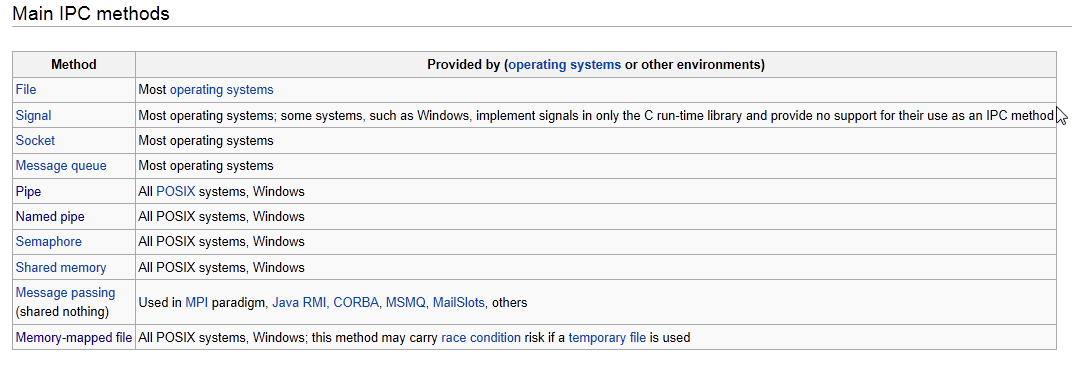 Main IPC methods
Method Provided by (operating systems or other environments)
File Most operating systems
Signal Most operating systems; some systems, such as Windows, implement signals in only the C run-time library and provide no support for their use as an IPC method
Socket Most operating systems
Message queue Most operating systems
Pipe All POSIX systems, Windows
Named pipe All POSIX systems, Windows
Semaphore All POSIX systems, Windows
Shared memory All POSIX systems, Windows
Message passing
(shared nothing) Used in MPI paradigm, Java RMI, CORBA, MSMQ, MailSlots, others
Memory-mapped file All POSIX systems, Windows; this method may carry race condition risk if a temporary file is used